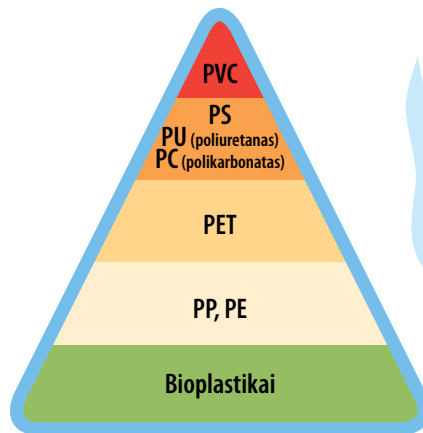 PVC
PS
PU (poliuretanas)
PC (polikarbonatas)
PET
PP, PE
Bioplastikai